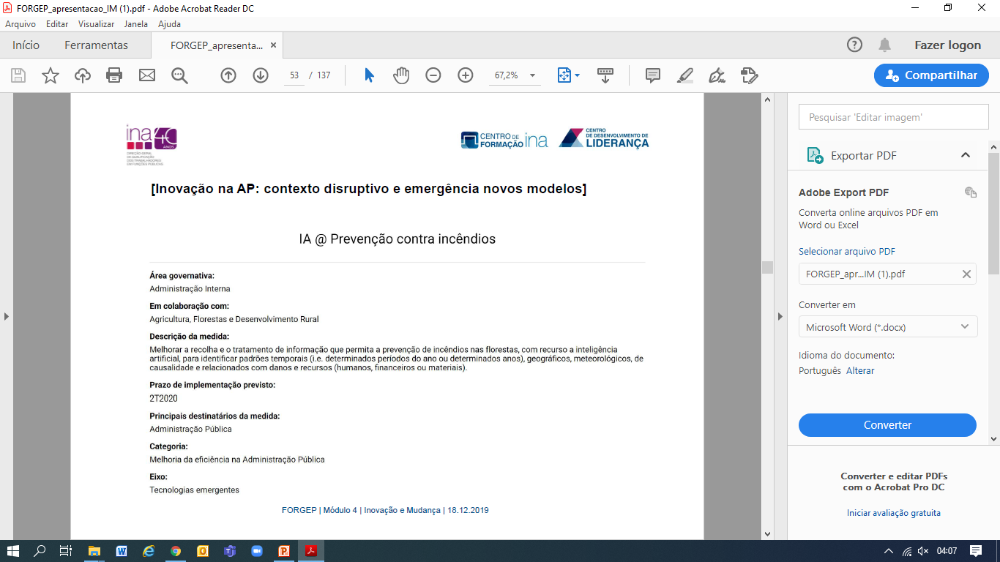 FORGEP_apresentacao_IM (1).pdf - Adobe Acrobat Reader DC
Arquivo Editar Visualizar Janela Ajuda
Início Ferramentas FORGEP_apresenta... × Fazer logon
53 / 137 67,2% Compartilhar
ina 40
ANOS
DIREÇÃO-GERAL
DA QUALIFICAÇÃO
DOS TRABALHADORES
EM FUNÇÕES PÚBLICAS
CENTRO DE
FORMAÇÃO ina
CENTRO
DE DESENVOLVIMENTO DE
LIDERANÇA
[Inovação na AP: contexto disruptivo e emergência novos modelos]
IA @ Prevenção contra incêndios
Área governativa:
Administração Interna
Em colaboração com:
Agricultura, Florestas e Desenvolvimento Rural
Descrição da medida:
Melhorar a recolha e o tratamento de informação que permita a prevenção de incêndios nas florestas, com recurso a inteligência
artificial, para identificar padrões temporais (i.e. determinados períodos do ano ou determinados anos), geográficos, meteorológicos, de
causalidade e relacionados com danos e recursos (humanos, financeiros ou materiais).
Prazo de implementação previsto:
2T2020
Principais destinatários da medida:
Administração Pública
Categoria:
Melhoria da eficiência na Administração Pública
Eixo:
Tecnologias emergentes
FORGEP | Módulo 4 | Inovação e Mudança | 18.12.2019
Pesquisar 'Editar imagem'
Exportar PDF
Adobe Export PDF
Converta online arquivos PDF em
Word ou Excel
Selecionar arquivo PDF
FORGEP_apr...IM (1).pdf
Converter em
Microsoft Word (*.docx)
Idioma do documento:
Português Alterar
Converter
Converter e editar PDFs
com o Acrobat Pro DC
Iniciar avaliação gratuita
04:07